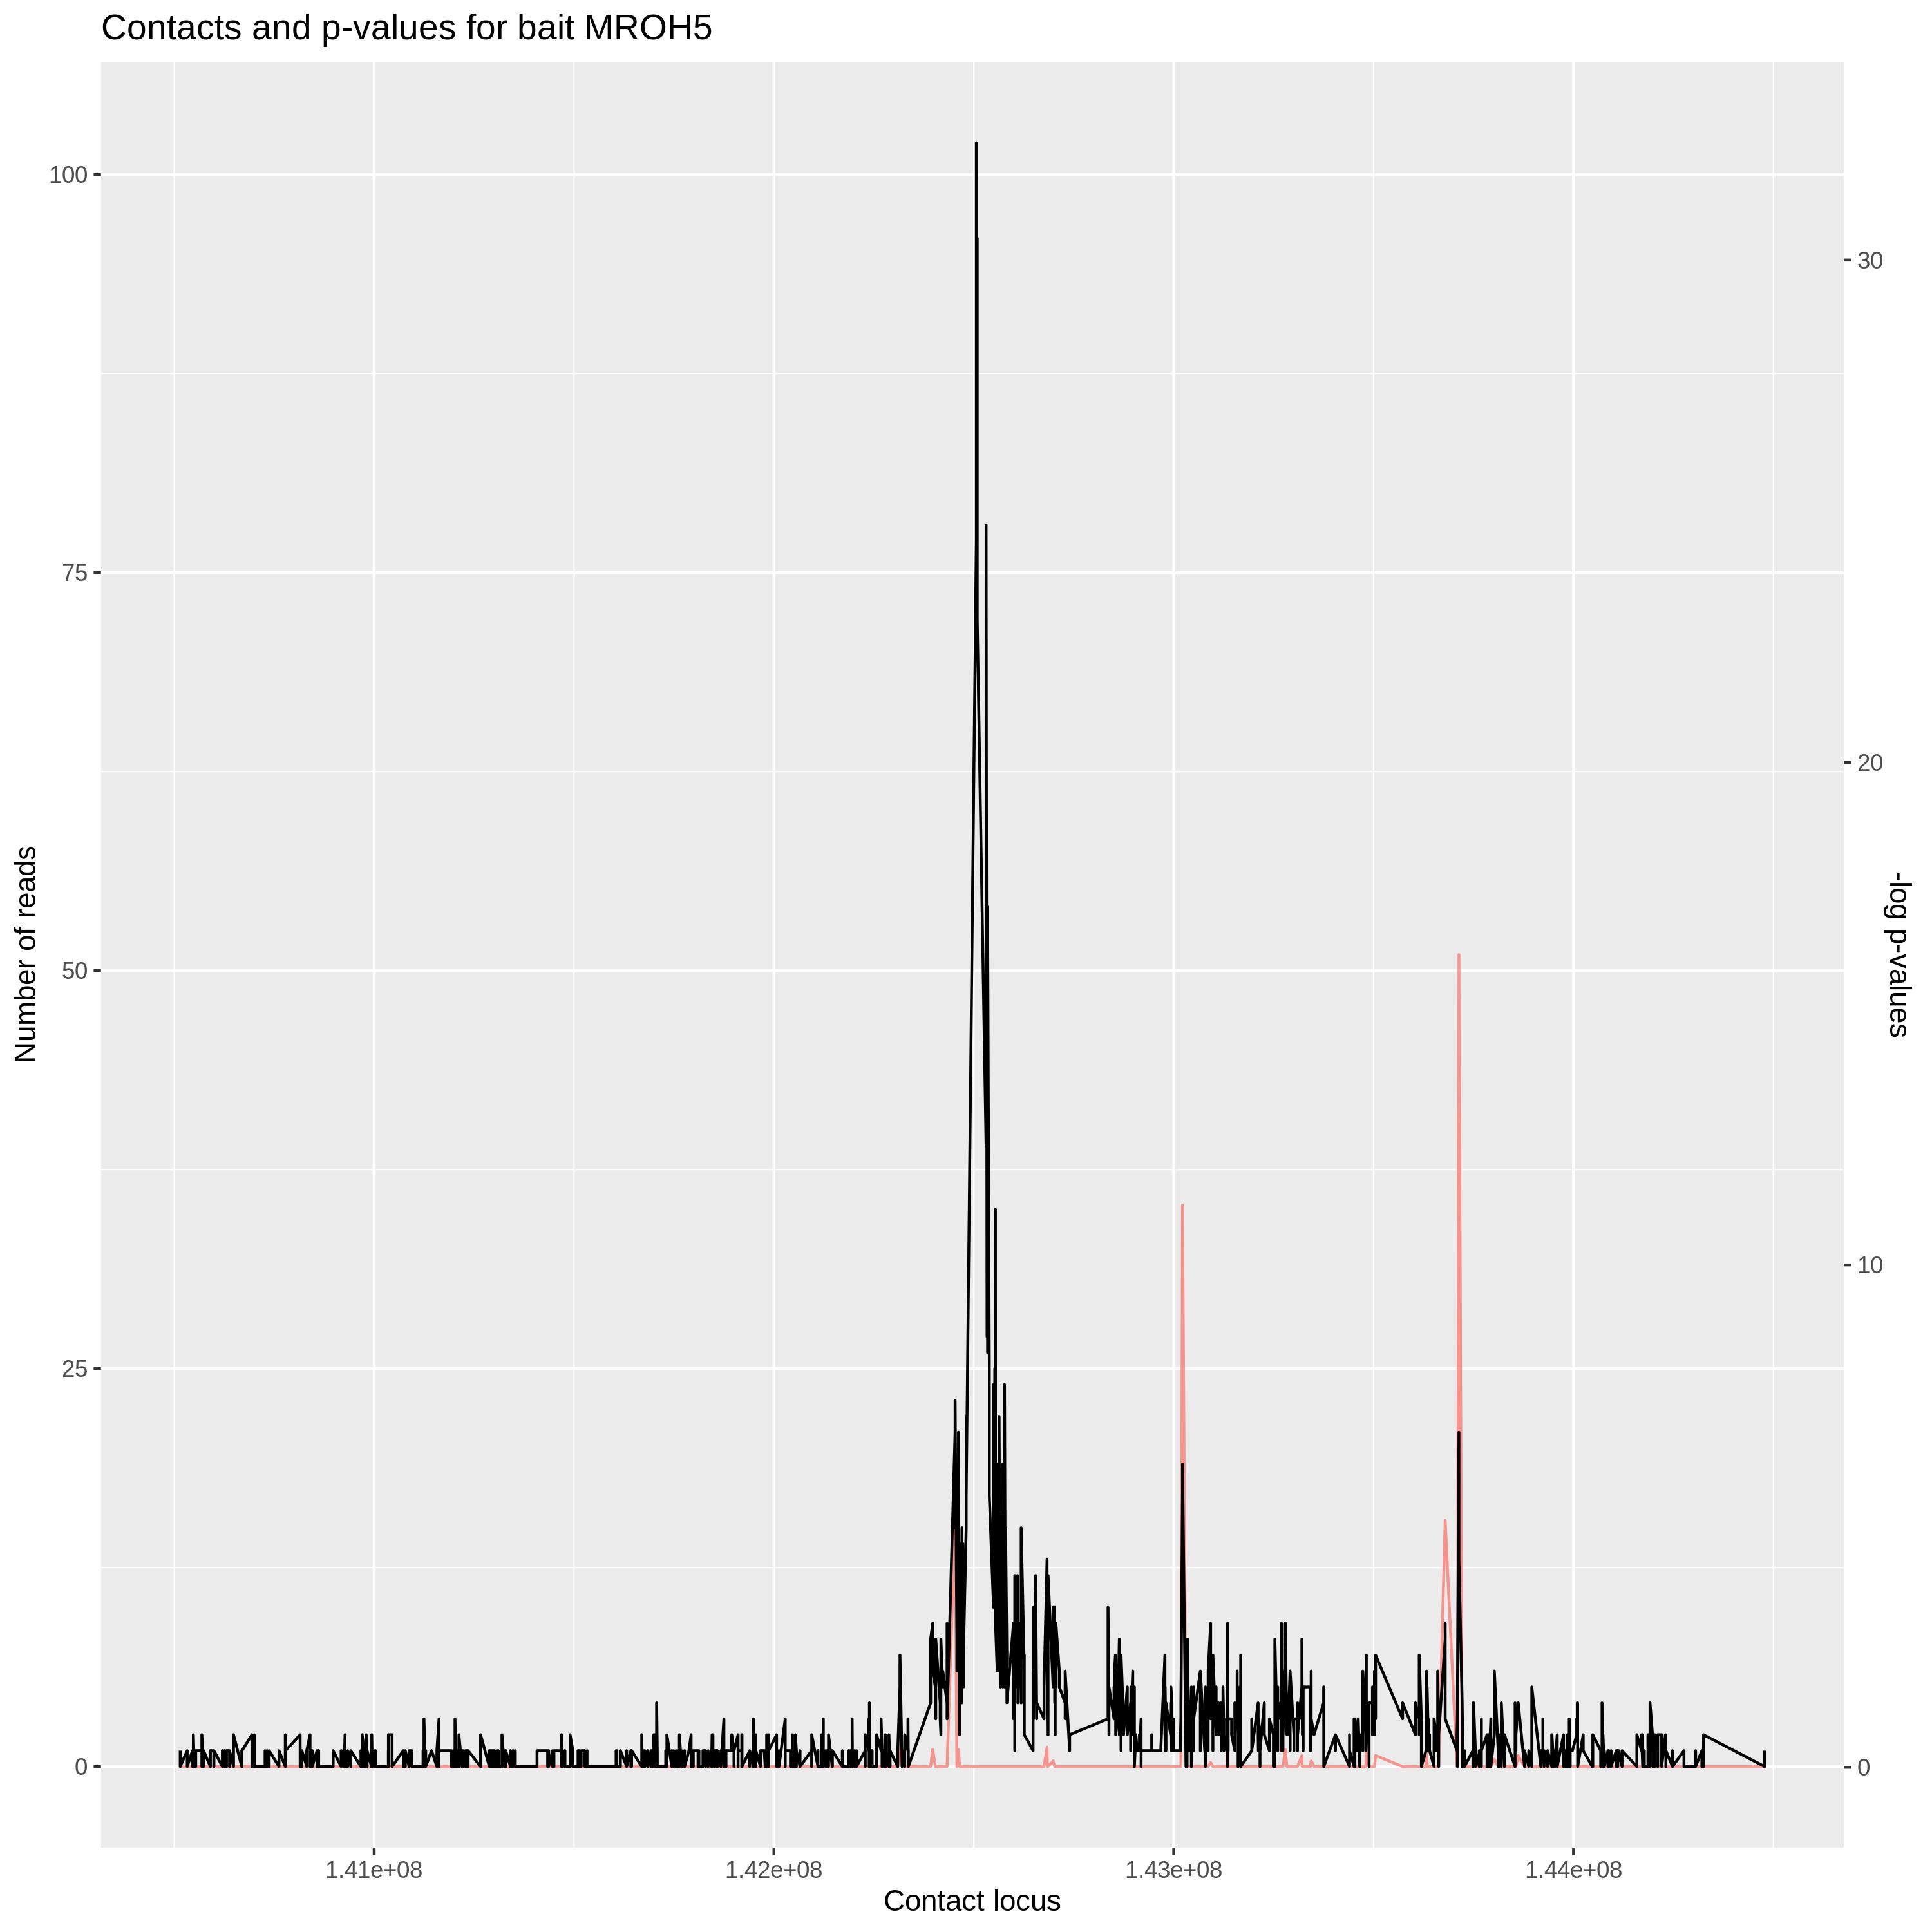 Contacts and p-values for bait MROH5
100
75
50
25
0
Number of reads
30
20
10
0
-log p-values
1.41e+08
1.42e+08
1.43e+08
1.44e+08
Contact locus